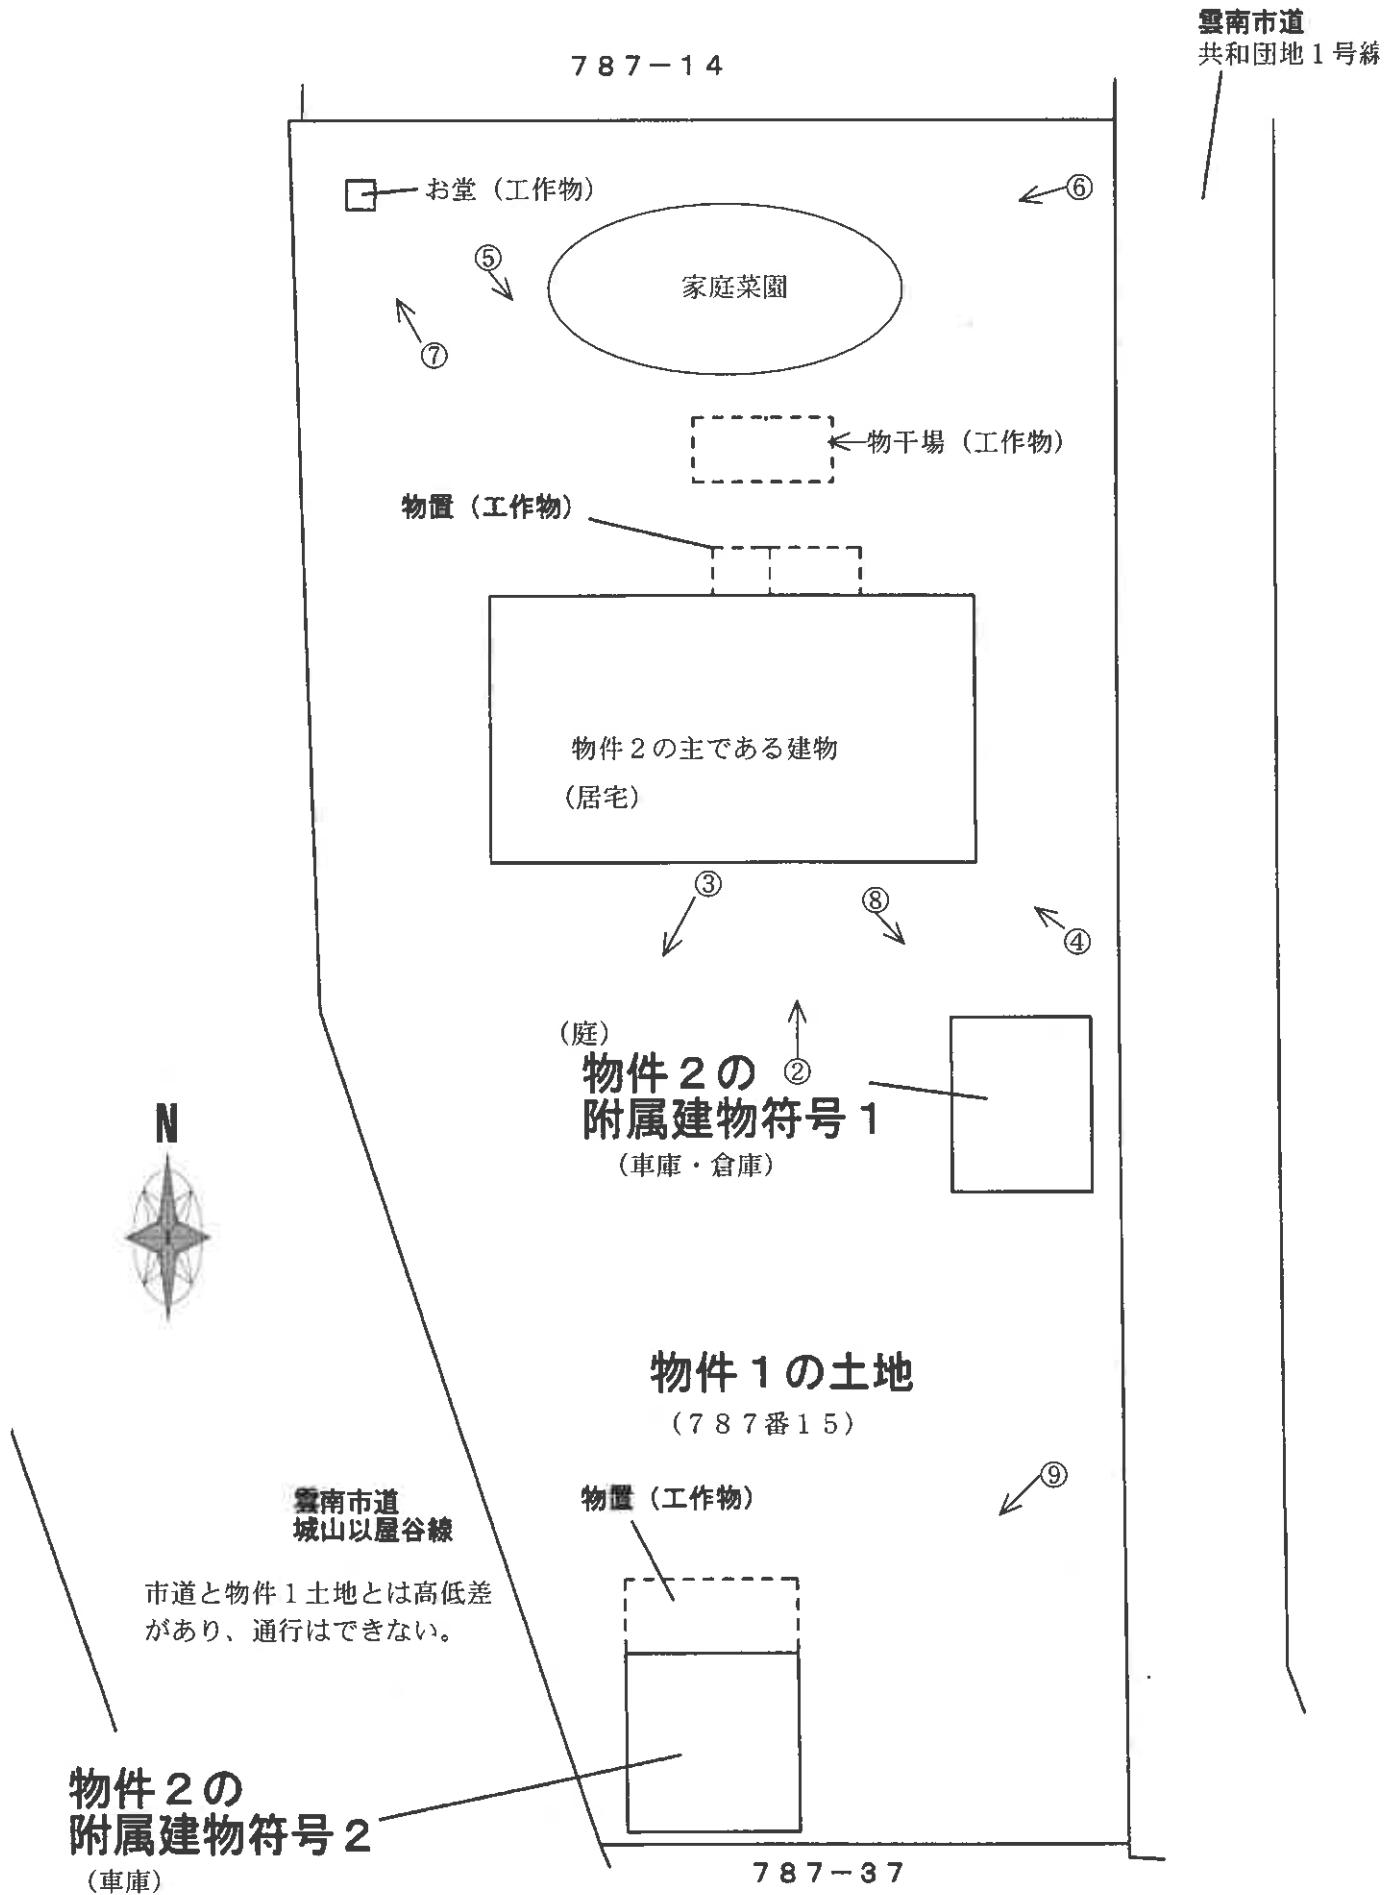 雲南市道
共和団地1号線
787-14
お堂（工作物）
⑥
⑤
家庭菜園
⑦
物干場（工作物）
物置（工作物）
物件2の主である建物
（居宅）
③
⑧
④
（庭）
②
物件2の
附属建物符号1
（車庫・倉庫）
N
物件1の土地
（787番15）
⑨
雲南市道
城山以屋谷線
物置（工作物）
市道と物件1土地とは高低差
があり、通行はできない。
物件2の
附属建物符号2
（車庫）
787-37